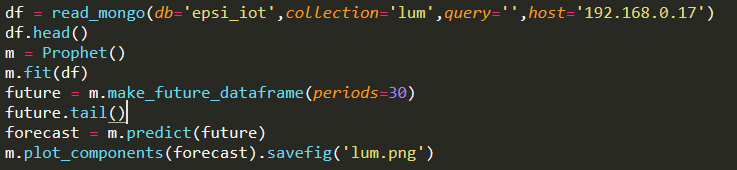 df = read_mongo(db='epsi_iot',collection='lum',query='',host='192.168.0.17')
df.head()
m = Prophet()
m.fit(df)
future = m.make_future_dataframe(periods=30)
future.tail()
forecast = m.predict(future)
m.plot_components(forecast).savefig('lum.png')